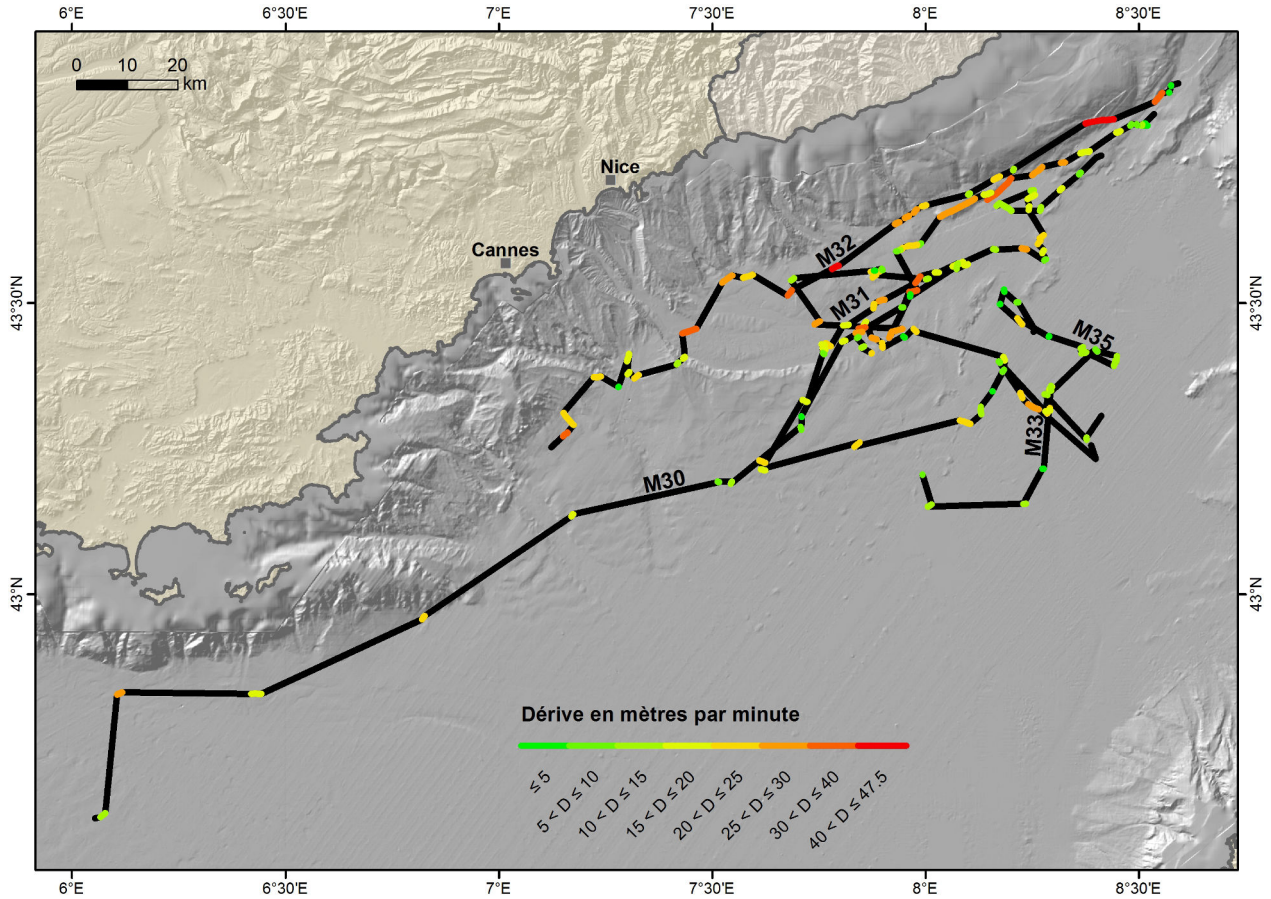 6°E 6°30'E 7°E 7°30'E 8°E 8°30'E
0 10 20
km
Nice
Cannes
M32
43°30'N 43°30'N
M31
M35
M33
M30
43°N 43°N
Dérive en mètres par minute
≤ 5
5 < D ≤ 10
10 < D ≤ 15
15 < D ≤ 20
20 < D ≤ 25
25 < D ≤ 30
30 < D ≤ 40
40 < D ≤ 47.5
6°E 6°30'E 7°E 7°30'E 8°E 8°30'E